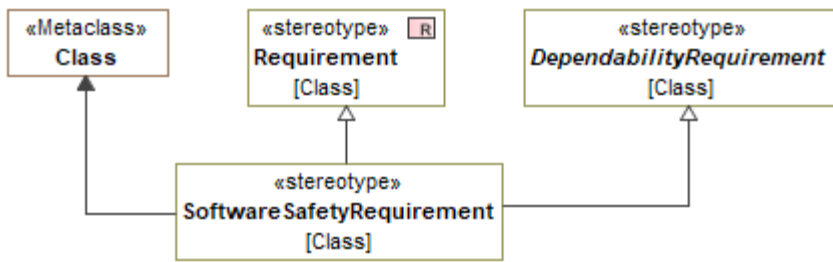 «Metaclass»
Class
«stereotype»
R
Requirement
[Class]
«stereotype»
DependabilityRequirement
[Class]
«stereotype»
SoftwareSafetyRequirement
[Class]